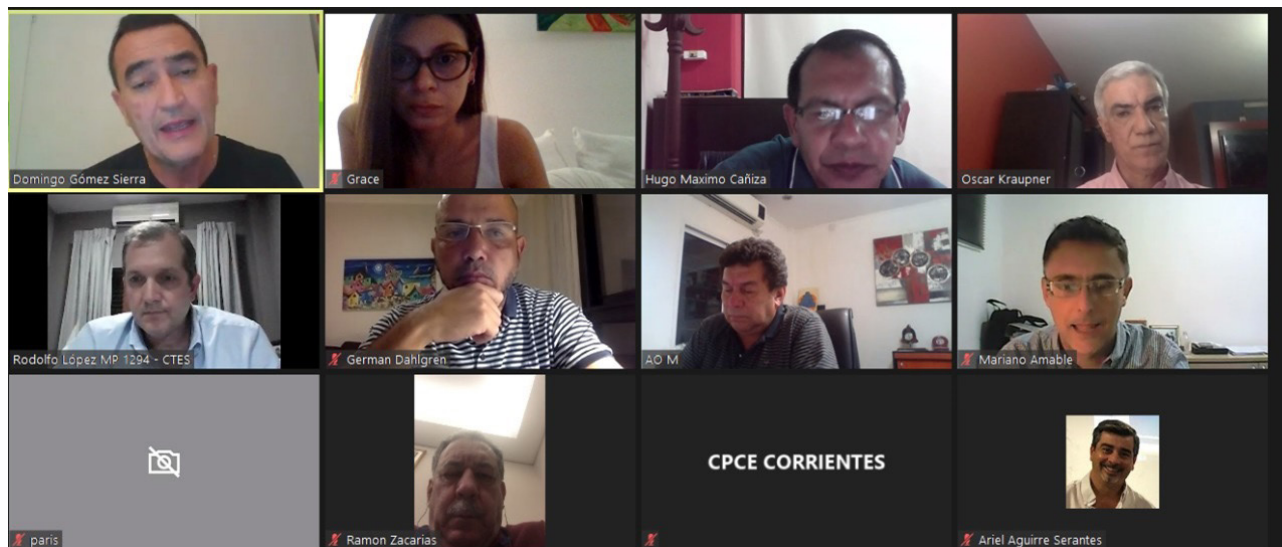 Domingo Gómez Sierra
Grace
Hugo Maximo Cañiza
Oscar Kraupner
Rodolfo López MP 1294 - CTES
German Dahlgren
AO M
Mariano Amable
paris
Ramon Zacarias
CPCE CORRIENTES
Ariel Aguirre Serantes